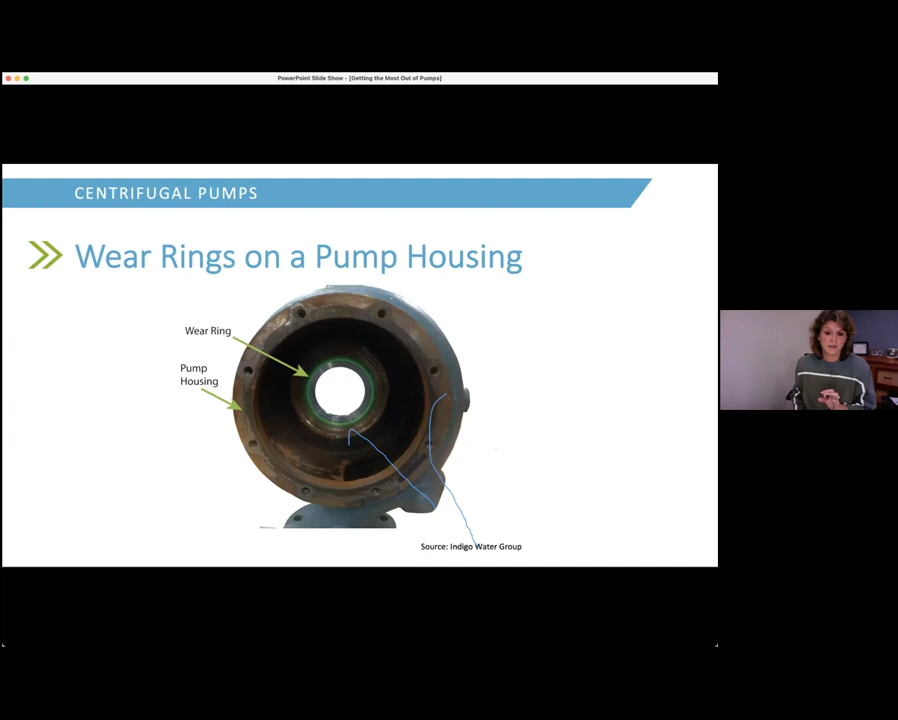 PowerPoint Slide Show - [Getting the Most Out of Pumps]
CENTRIFUGAL PUMPS
Wear Rings on a Pump Housing
Wear Ring
Pump
Housing
Source: Indigo Water Group